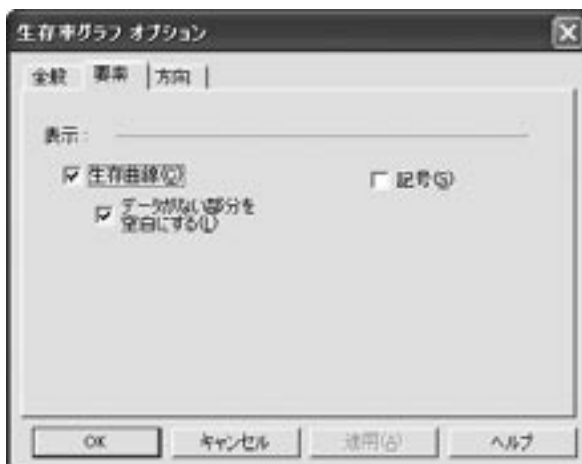 生存率グラフ オプション
全般 要素 方向
表示:
生存曲線(C)
記号(S)
データがない部分を
空白にする(L)
OK キャンセル 適用(A) ヘルプ